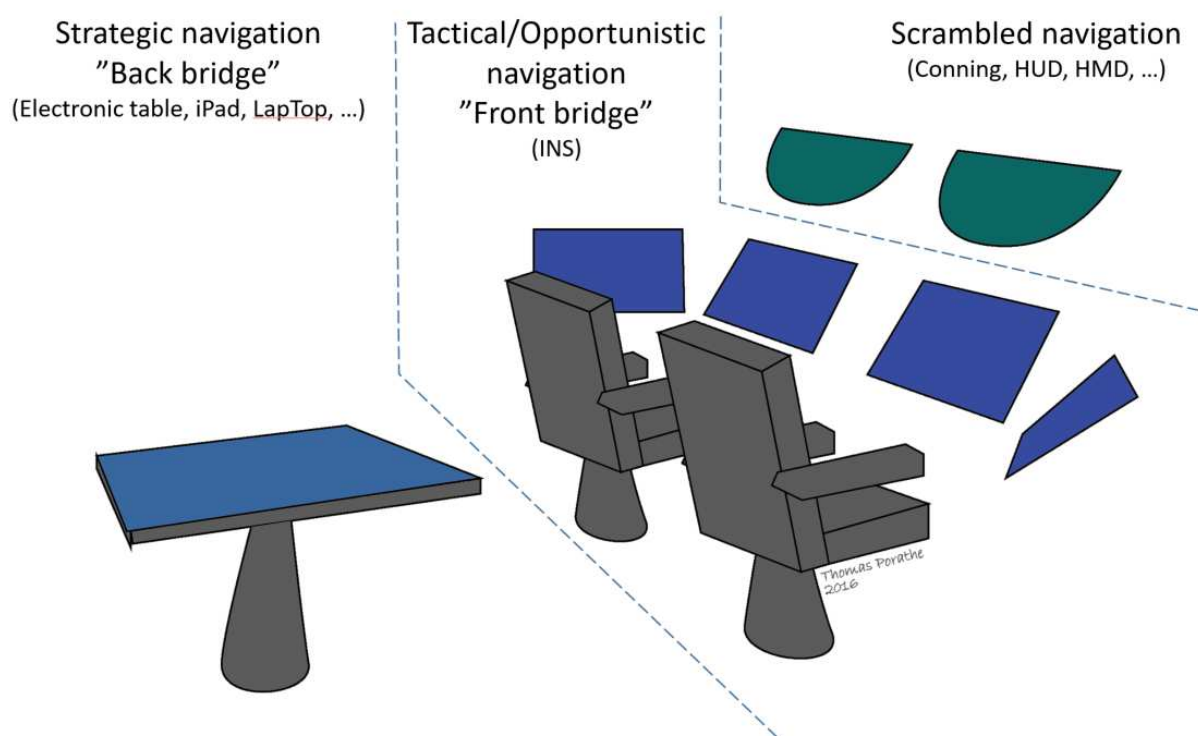 Strategic navigation
”Back bridge”
(Electronic table, iPad, LapTop, ...)
Tactical/Opportunistic
navigation
”Front bridge”
(INS)
Scrambled navigation
(Conning, HUD, HMD, ...)
Thomas Porathe
2016